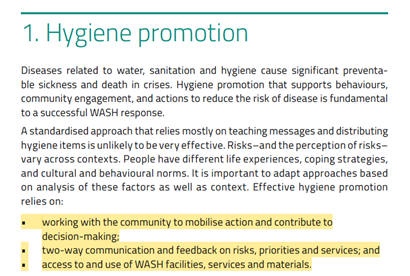 1. Hygiene promotion
Diseases related to water, sanitation and hygiene cause significant preventa-
ble sickness and death in crises. Hygiene promotion that supports behaviours,
community engagement, and actions to reduce the risk of disease is fundamental
to a successful WASH response.
A standardised approach that relies mostly on teaching messages and distributing
hygiene items is unlikely to be very effective. Risks–and the perception of risks–
vary across contexts. People have different life experiences, coping strategies,
and cultural and behavioural norms. It is important to adapt approaches based
on analysis of these factors as well as context. Effective hygiene promotion
relies on:
• working with the community to mobilise action and contribute to
decision-making;
• two-way communication and feedback on risks, priorities and services; and
• access to and use of WASH facilities, services and materials.